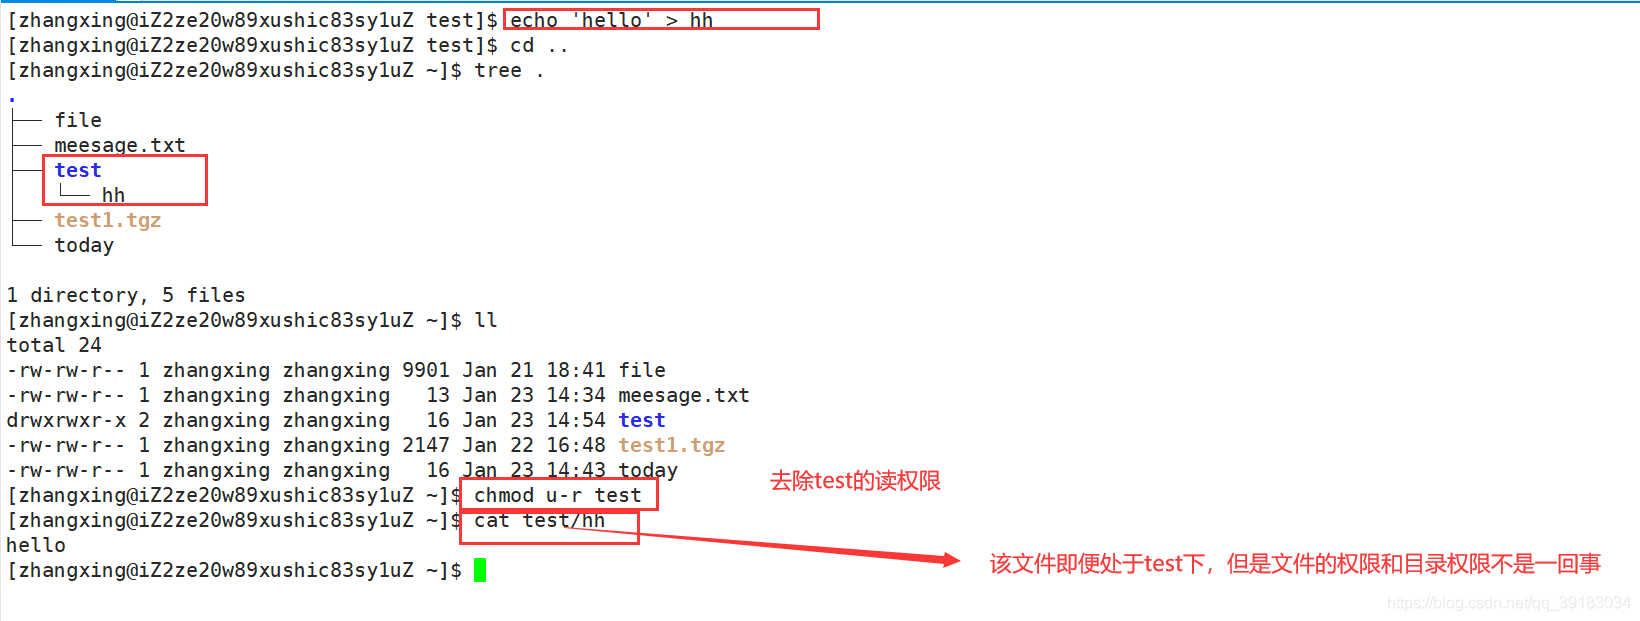 [zhangxing@iZ2ze20w89xushic83sy1uZ test]$ echo 'hello' > hh
[zhangxing@iZ2ze20w89xushic83sy1uZ test]$ cd ..
[zhangxing@iZ2ze20w89xushic83sy1uZ ~]$ tree .
.
├── file
├── meesage.txt
├── test
│   └── hh
├── test1.tgz
└── today
1 directory, 5 files
[zhangxing@iZ2ze20w89xushic83sy1uZ ~]$ ll
total 24
-rw-rw-r-- 1 zhangxing zhangxing 9901 Jan 21 18:41 file
-rw-rw-r-- 1 zhangxing zhangxing   13 Jan 23 14:34 meesage.txt
drwxrwxr-x 2 zhangxing zhangxing   16 Jan 23 14:54 test
-rw-rw-r-- 1 zhangxing zhangxing 2147 Jan 22 16:48 test1.tgz
-rw-rw-r-- 1 zhangxing zhangxing   16 Jan 23 14:43 today
去除test的读权限
[zhangxing@iZ2ze20w89xushic83sy1uZ ~]$ chmod u-r test
[zhangxing@iZ2ze20w89xushic83sy1uZ ~]$ cat test/hh
hello
该文件即便处于test下，但是文件的权限和目录权限不是一回事
[zhangxing@iZ2ze20w89xushic83sy1uZ ~]$
https://blog.csdn.net/qq_39183034